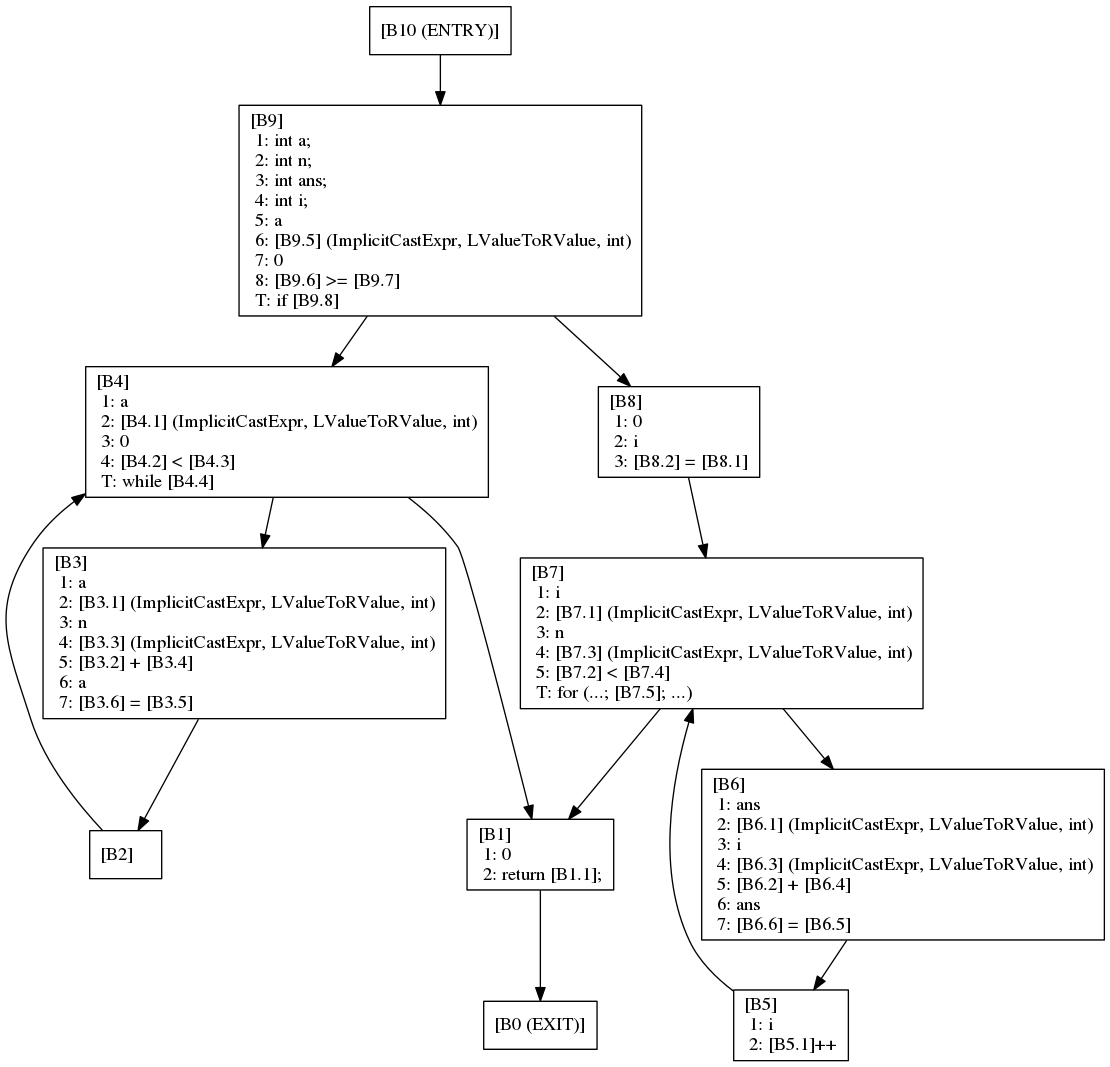 [B10 (ENTRY)]
[B9]
1: int a;
2: int n;
3: int ans;
4: int i;
5: a
6: [B9.5] (ImplicitCastExpr, LValueToRValue, int)
7: 0
8: [B9.6] >= [B9.7]
T: if [B9.8]
[B4]
1: a
2: [B4.1] (ImplicitCastExpr, LValueToRValue, int)
3: 0
4: [B4.2] < [B4.3]
T: while [B4.4]
[B8]
1: 0
2: i
3: [B8.2] = [B8.1]
[B3]
1: a
2: [B3.1] (ImplicitCastExpr, LValueToRValue, int)
3: n
4: [B3.3] (ImplicitCastExpr, LValueToRValue, int)
5: [B3.2] + [B3.4]
6: a
7: [B3.6] = [B3.5]
[B7]
1: i
2: [B7.1] (ImplicitCastExpr, LValueToRValue, int)
3: n
4: [B7.3] (ImplicitCastExpr, LValueToRValue, int)
5: [B7.2] < [B7.4]
T: for (...; [B7.5]; ...)
[B2]
[B1]
1: 0
2: return [B1.1];
[B6]
1: ans
2: [B6.1] (ImplicitCastExpr, LValueToRValue, int)
3: i
4: [B6.3] (ImplicitCastExpr, LValueToRValue, int)
5: [B6.2] + [B6.4]
6: ans
7: [B6.6] = [B6.5]
[B0 (EXIT)]
[B5]
1: i
2: [B5.1]++